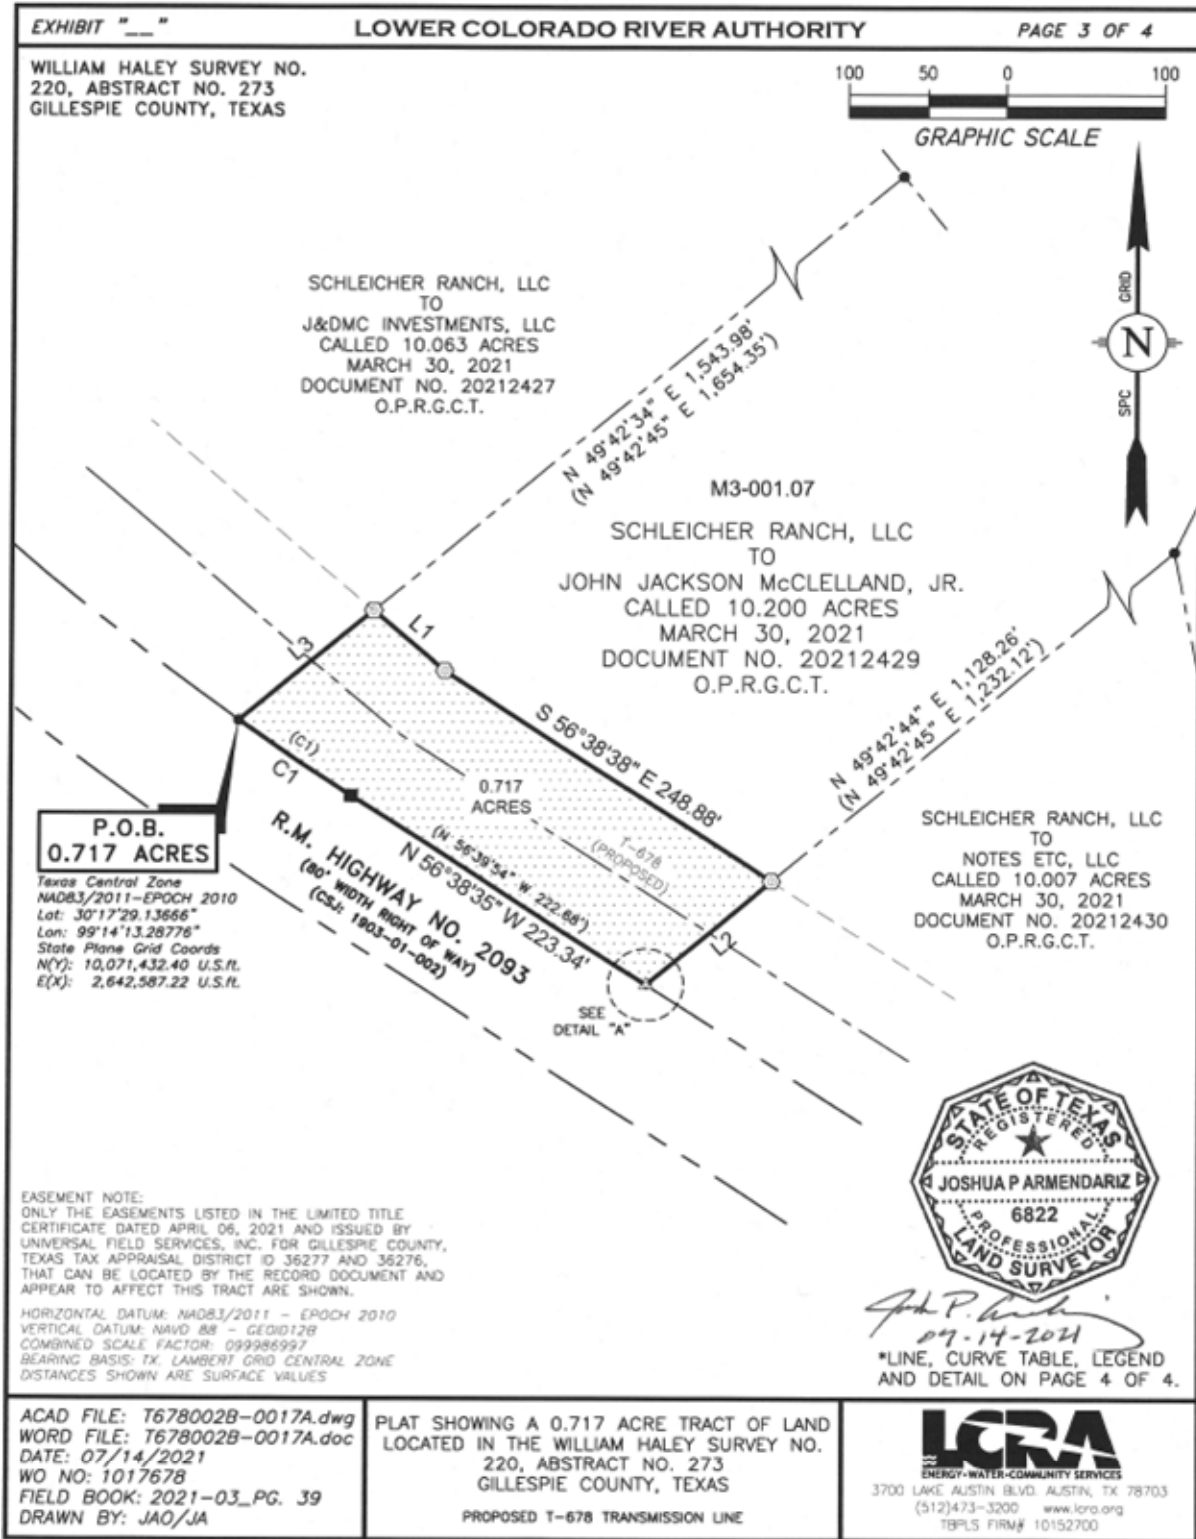 EXHIBIT "__"
LOWER COLORADO RIVER AUTHORITY
PAGE 3 OF 4
WILLIAM HALEY SURVEY NO.
220, ABSTRACT NO. 273
GILLESPIE COUNTY, TEXAS
100 50 0 100
GRAPHIC SCALE
GRID
N
SPC
SCHLEICHER RANCH, LLC
TO
J&DMC INVESTMENTS, LLC
CALLED 10.063 ACRES
MARCH 30, 2021
DOCUMENT NO. 20212427
O.P.R.G.C.T.
N 49°42'34" E 1,543.98'
(N 49°42'45" E 1,654.35')
M3-001.07
SCHLEICHER RANCH, LLC
TO
JOHN JACKSON McCLELLAND, JR.
CALLED 10.200 ACRES
MARCH 30, 2021
DOCUMENT NO. 20212429
O.P.R.G.C.T.
L3
L1
S 56°38'38" E 248.88'
N 49°42'44" E 1,128.26'
(N 49°42'45" E 1,232.12')
(C1)
C1
0.717
ACRES
T-678
(PROPOSED)
L2
(N 56°39'54" W 222.68')
N 56°38'35" W 223.34'
R.M. HIGHWAY NO. 2093
(80' WIDTH RIGHT OF WAY)
(CSJ: 1903-01-002)
SEE
DETAIL "A"
P.O.B.
0.717 ACRES
Texas Central Zone
NAD83/2011-EPOCH 2010
Lat: 30°17'29.13666"
Lon: 99°14'13.28776"
State Plane Grid Coords
N(Y): 10,071,432.40 U.S.ft.
E(X): 2,642,587.22 U.S.ft.
SCHLEICHER RANCH, LLC
TO
NOTES ETC, LLC
CALLED 10.007 ACRES
MARCH 30, 2021
DOCUMENT NO. 20212430
O.P.R.G.C.T.
STATE OF TEXAS
REGISTERED
JOSHUA P ARMENDARIZ
6822
PROFESSIONAL
LAND SURVEYOR
07-14-2021
*LINE, CURVE TABLE, LEGEND
AND DETAIL ON PAGE 4 OF 4.
EASEMENT NOTE:
ONLY THE EASEMENTS LISTED IN THE LIMITED TITLE
CERTIFICATE DATED APRIL 06, 2021 AND ISSUED BY
UNIVERSAL FIELD SERVICES, INC. FOR GILLESPIE COUNTY,
TEXAS TAX APPRAISAL DISTRICT ID 36277 AND 36276,
THAT CAN BE LOCATED BY THE RECORD DOCUMENT AND
APPEAR TO AFFECT THIS TRACT ARE SHOWN.
HORIZONTAL DATUM: NAD83/2011 - EPOCH 2010
VERTICAL DATUM: NAVD 88 - GEOID12B
COMBINED SCALE FACTOR: 099986997
BEARING BASIS: TX. LAMBERT GRID CENTRAL ZONE
DISTANCES SHOWN ARE SURFACE VALUES
ACAD FILE: T678002B-0017A.dwg
WORD FILE: T678002B-0017A.doc
DATE: 07/14/2021
WO NO: 1017678
FIELD BOOK: 2021-03_PG. 39
DRAWN BY: JAO/JA
PLAT SHOWING A 0.717 ACRE TRACT OF LAND
LOCATED IN THE WILLIAM HALEY SURVEY NO.
220, ABSTRACT NO. 273
GILLESPIE COUNTY, TEXAS
PROPOSED T-678 TRANSMISSION LINE
LCRA
ENERGY•WATER•COMMUNITY SERVICES
3700 LAKE AUSTIN BLVD. AUSTIN, TX 78703
(512)473-3200 www.lcra.org
TBPLS FIRM# 10152700